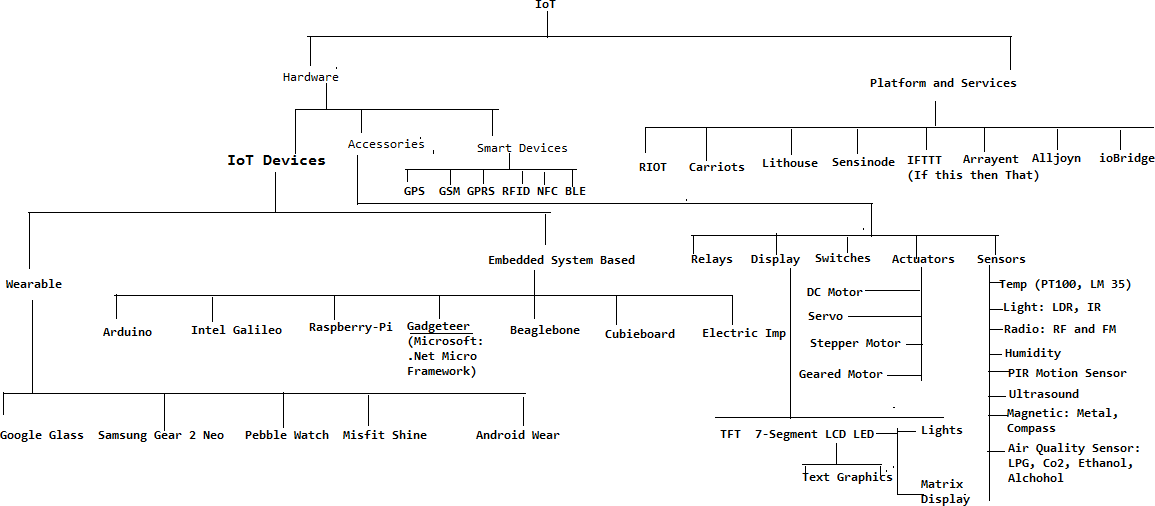 IoT
Hardware
Platform and Services
Accessories
Smart Devices
IoT Devices
RIOT
Carriots
Lithouse
Sensinode
IFTTT
(If this then That)
Arrayent
Alljoyn
ioBridge
GPS
GSM
GPRS
RFID
NFC
BLE
Wearable
Embedded System Based
Relays
Display
Switches
Actuators
Sensors
Arduino
Intel Galileo
Raspberry-Pi
Gadgeteer
(Microsoft:
.Net Micro
Framework)
Beaglebone
Cubieboard
Electric Imp
DC Motor
Servo
Stepper Motor
Geared Motor
Temp (PT100, LM 35)
Light: LDR, IR
Radio: RF and FM
Humidity
PIR Motion Sensor
Ultrasound
Magnetic: Metal,
Compass
Air Quality Sensor:
LPG, Co2, Ethanol,
Alchohol
Google Glass
Samsung Gear 2 Neo
Pebble Watch
Misfit Shine
Android Wear
TFT
7-Segment
LCD
LED
Lights
Text
Graphics
Matrix
Display